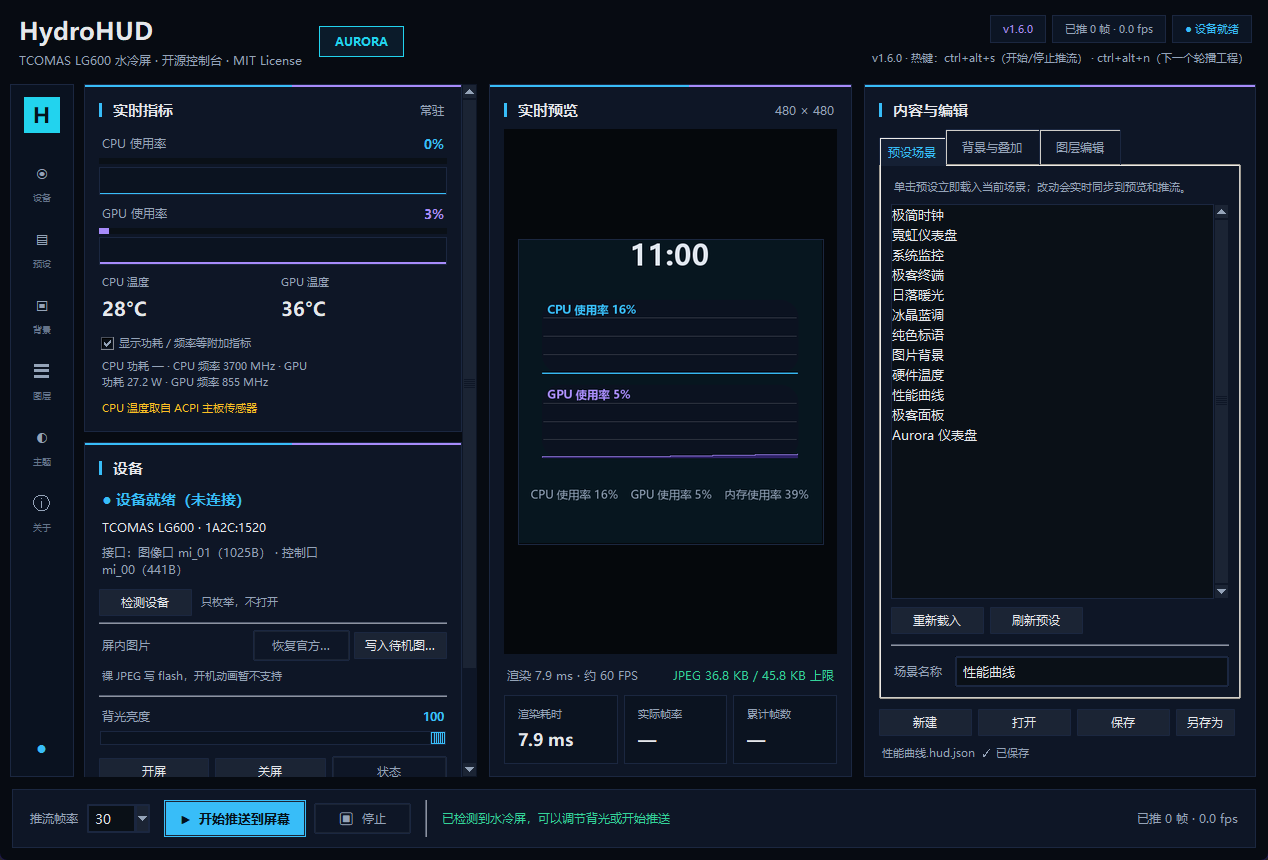 HydroHUD
TCOMAS LG600 水冷屏 · 开源控制台 · MIT License
AURORA
v1.6.0
已推 0 帧 · 0.0 fps
● 设备就绪
v1.6.0 · 热键：ctrl+alt+s（开始/停止推流） · ctrl+alt+n（下一个轮播工程）
H
设备
预设
背景
图层
主题
关于
实时指标
常驻
CPU 使用率
0%
GPU 使用率
3%
CPU 温度
GPU 温度
28°C
36°C
显示功耗 / 频率等附加指标
CPU 功耗 — · CPU 频率 3700 MHz · GPU
功耗 27.2 W · GPU 频率 855 MHz
CPU 温度取自 ACPI 主板传感器
设备
● 设备就绪（未连接）
TCOMAS LG600 · 1A2C:1520
接口：图像口 mi_01（1025B） · 控制口
mi_00（441B）
检测设备
只枚举，不打开
屏内图片
恢复官方...
写入待机图...
裸 JPEG 写 flash，开机动画暂不支持
背光亮度
100
开屏
关屏
状态
实时预览
480 × 480
11:00
CPU 使用率 16%
GPU 使用率 5%
CPU 使用率 16%
GPU 使用率 5%
内存使用率 39%
渲染 7.9 ms · 约 60 FPS
JPEG 36.8 KB / 45.8 KB 上限
渲染耗时
7.9 ms
实际帧率
—
累计帧数
—
内容与编辑
预设场景
背景与叠加
图层编辑
单击预设立即载入当前场景；改动会实时同步到预览和推流。
极简时钟
霓虹仪表盘
系统监控
极客终端
日落暖光
冰晶蓝调
纯色标语
图片背景
硬件温度
性能曲线
极客面板
Aurora 仪表盘
重新载入
刷新预设
场景名称
性能曲线
新建
打开
保存
另存为
性能曲线.hud.json ✓ 已保存
推流帧率
30
▶ 开始推送到屏幕
停止
已检测到水冷屏，可以调节背光或开始推送
已推 0 帧 · 0.0 fps